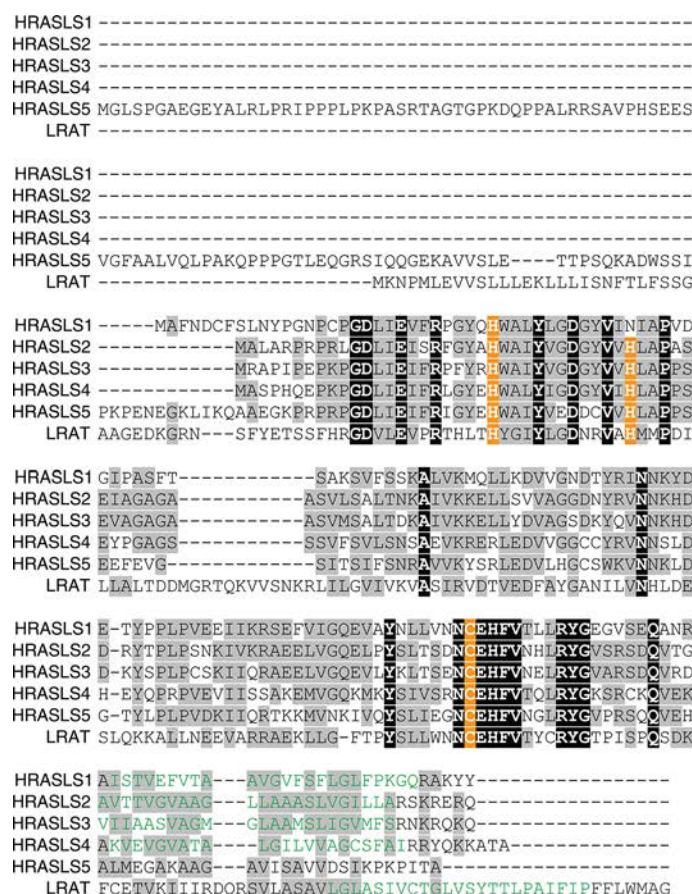 HRASLS1 ----------------------------------------------------
HRASLS2 ----------------------------------------------------
HRASLS3 ----------------------------------------------------
HRASLS4 ----------------------------------------------------
HRASLS5 MGLSPGAEGEYALRLPRIPPPLPKPASRTAGTGPKDQPPALRRSAVPHSEES
LRAT ----------------------------------------------------
HRASLS1 ----------------------------------------------------
HRASLS2 ----------------------------------------------------
HRASLS3 ----------------------------------------------------
HRASLS4 ----------------------------------------------------
HRASLS5 VGFAALVQLPAKQPPPGTLEQGRSIQQGEKAVVSLE----TTPSQKADWSSI
LRAT ------------------------MKNPMLEVVSLLLEKLLLISNFTLFSSG
HRASLS1 -----MAFNDCFSLNYPGNPCPGDLIEVFRPGYQHWALYLGDGYVINIAPVD
HRASLS2 ------------MALARPRPRLGDLIEISRFGYAHWAIYVGDGYVVHLAPAS
HRASLS3 ------------MRAPIPEPKPGDLIEIFRPFYRHWAIYVGDGYVVHLAPPS
HRASLS4 ------------MASPHQEPKPGDLIEIFRLGYEHWALYIGDGYVIHLAPPS
HRASLS5 PKPENEGKLIKQAAEGKPRPRPGDLIEIFRIGYEHWAIYVEDDCVVHLAPPS
LRAT AAGEDKGRN---SFYETSSFHRGDVLEVPRTHLTHYGIYLGDNRVAHMMPDI
HRASLS1 GIPASFT------------SAKSVFSSKALVKMQLLKDVVGNDTYRINNKYD
HRASLS2 EIAGAGA-----------ASVLSALTNKAIVKKELLSVVAGGDNYRVNNKHD
HRASLS3 EVAGAGA-----------ASVMSALTDKAIVKKELLYDVAGSDKYQVNNKHD
HRASLS4 EYPGAGS-----------SSVFSVLSNSAEVKRERLEDVVGGCCYRVNNSLD
HRASLS5 EEFEVG-------------SITSIFSNRAVVKYSRLEDVLHGCSWKVNNKLD
LRAT LLALTDDMGRTQKVVSNKRLILGVIVKVASIRVDTVEDFAYGANILVNHLDE
HRASLS1 E-TYPPLPVEEIIKRSEFVIGQEVAYNLLVNNCEHFVTLLRYGEGVSEQANR
HRASLS2 D-RYTPLPSNKIVKRAEELVGQELPYSLTSDNCEHFVNHLRYGVSRSDQVTG
HRASLS3 D-KYSPLPCSKIIQRAEELVGQEVLYKLTSENCEHFVNELRYGVARSDQVRD
HRASLS4 H-EYQPRPVEVIISSAKEMVGQKMKYSIVSRNCEHFVTQLRYGKSRCKQVEK
HRASLS5 G-TYLPLPVDKIIQRTKKMVNKIVQYSLIEGNCEHFVNGLRYGVPRSQQVEH
LRAT SLQKKALLNEEVARRAEKLLG-FTPYSLLWNNCEHFVTYCRYGTPISPQSDK
HRASLS1 AISTVEFVTA---AVGVFSFLGLFPKGQRAKYY-----------------
HRASLS2 AVTTVGVAAG---LLAAASLVGILLARSKRERQ-----------------
HRASLS3 VIIAASVAGM---GLAAMSLIGVMFSRNKRQKQ-----------------
HRASLS4 AKVEVGVATA---LGILVVAGCSFAIRRYQKKATA---------------
HRASLS5 ALMEGAKAAG---AVISAVVDSIKPKPITA--------------------
LRAT FCETVKIIIRDQRSVLASAVLGLASIVCTGLVSYTTLPAIFIPFFLWMAG